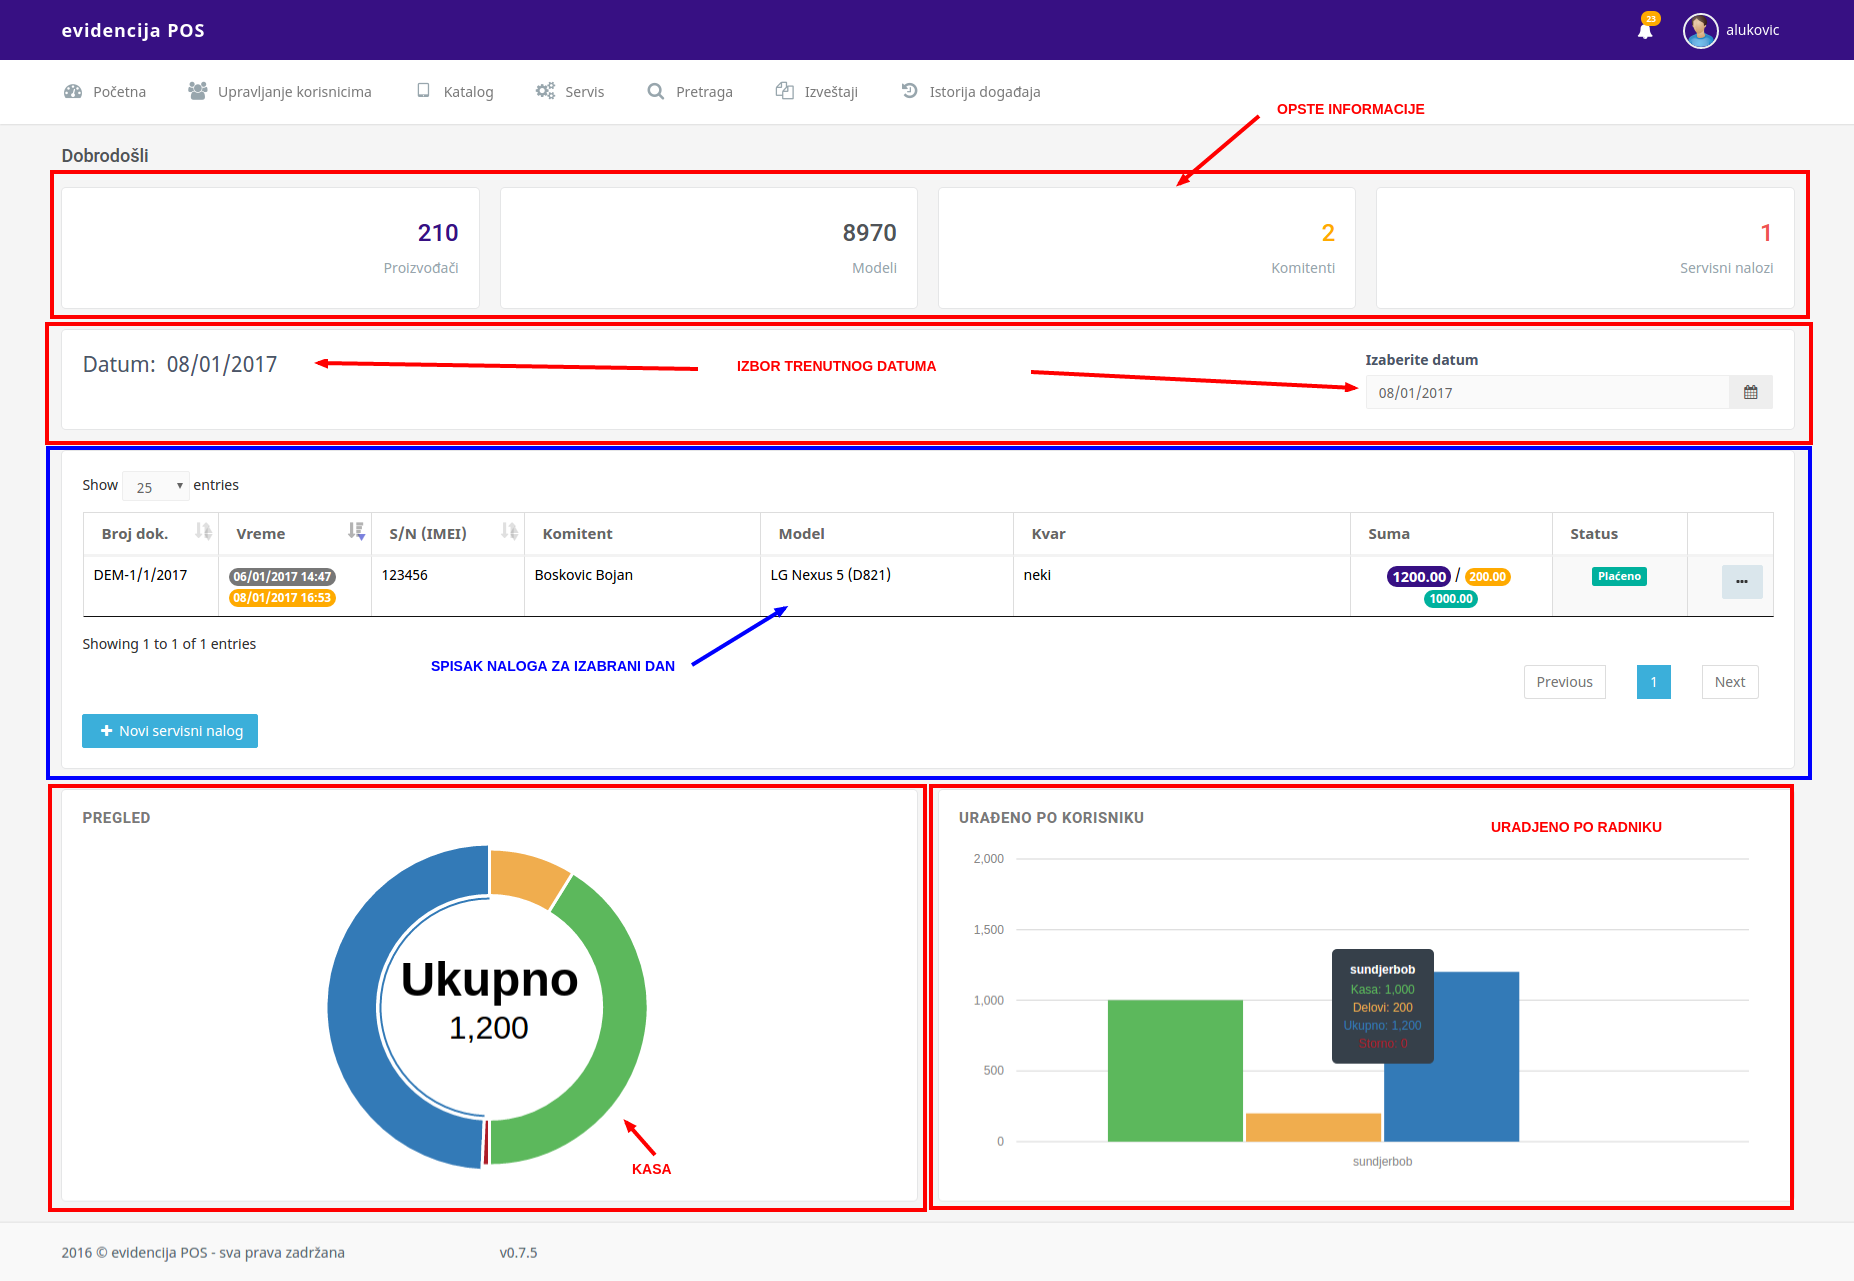 evidencija POS
23
alukovic
Početna
Upravljanje korisnicima
Katalog
Servis
Pretraga
Izveštaji
Istorija događaja
OPSTE INFORMACIJE
Dobrodošli
210
Proizvođači
8970
Modeli
2
Komitenti
1
Servisni nalozi
Datum: 08/01/2017
IZBOR TRENUTNOG DATUMA
Izaberite datum
08/01/2017
Show 25 entries
Broj dok. Vreme S/N (IMEI) Komitent Model Kvar Suma Status
DEM-1/1/2017 06/01/2017 14:47 123456 Boskovic Bojan LG Nexus 5 (D821) neki 1200.00 / 200.00 Plaćeno ...
08/01/2017 16:53 1000.00
Showing 1 to 1 of 1 entries
SPISAK NALOGA ZA IZABRANI DAN
Previous 1 Next
Novi servisni nalog
PREGLED
Ukupno
1,200
KASA
URAĐENO PO KORISNIKU
URADJENO PO RADNIKU
2,000
1,500
1,000
500
0
sundjerbob
Kasa: 1,000
Delovi: 200
Ukupno: 1,200
Storno: 0
sundjerbob
2016 © evidencija POS - sva prava zadržana
v0.7.5